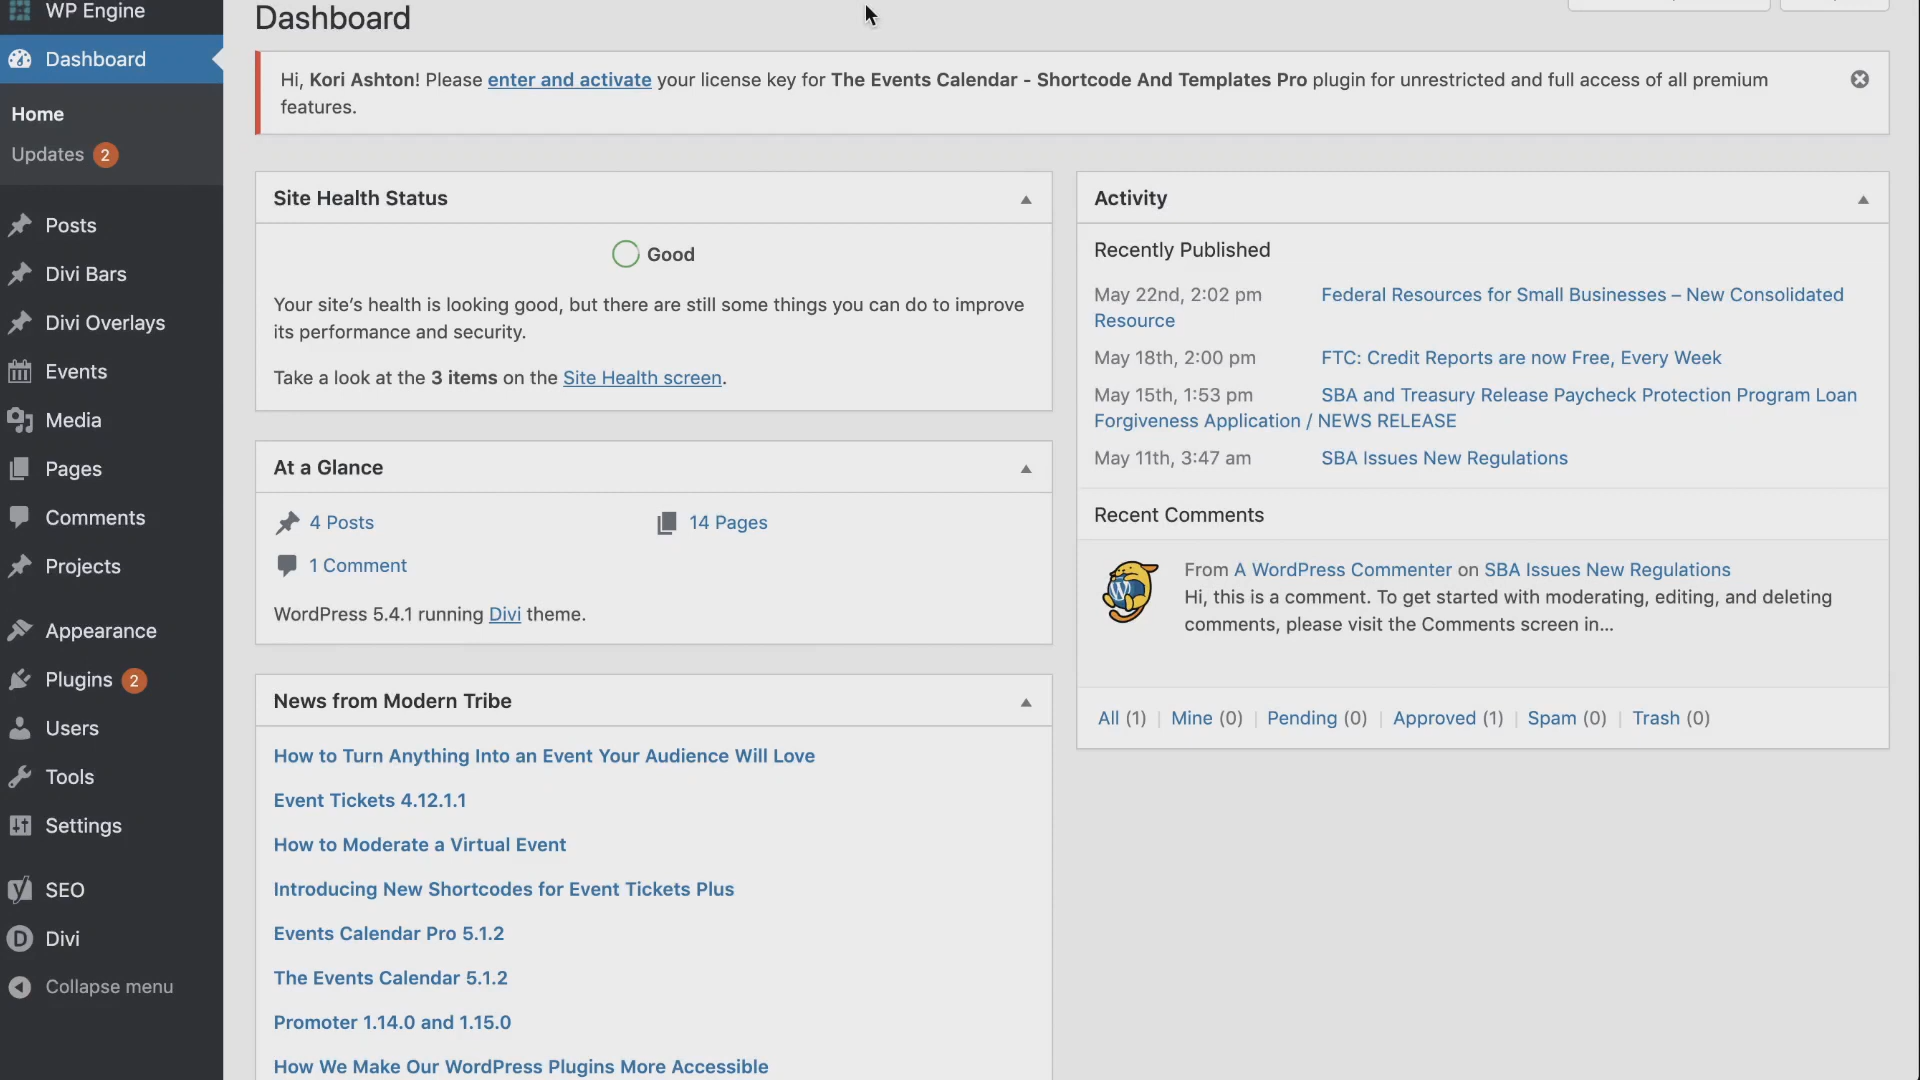 WP Engine
Dashboard
Home
Updates 2
Posts
Divi Bars
Divi Overlays
Events
Media
Pages
Comments
Projects
Appearance
Plugins 2
Users
Tools
Settings
SEO
Divi
Collapse menu
Dashboard
Hi, Kori Ashton! Please enter and activate your license key for The Events Calendar - Shortcode And Templates Pro plugin for unrestricted and full access of all premium
features.
Site Health Status
Good
Your site’s health is looking good, but there are still some things you can do to improve
its performance and security.
Take a look at the 3 items on the Site Health screen.
At a Glance
4 Posts
14 Pages
1 Comment
WordPress 5.4.1 running Divi theme.
News from Modern Tribe
How to Turn Anything Into an Event Your Audience Will Love
Event Tickets 4.12.1.1
How to Moderate a Virtual Event
Introducing New Shortcodes for Event Tickets Plus
Events Calendar Pro 5.1.2
The Events Calendar 5.1.2
Promoter 1.14.0 and 1.15.0
How We Make Our WordPress Plugins More Accessible
Activity
Recently Published
May 22nd, 2:02 pm Federal Resources for Small Businesses – New Consolidated
Resource
May 18th, 2:00 pm FTC: Credit Reports are now Free, Every Week
May 15th, 1:53 pm SBA and Treasury Release Paycheck Protection Program Loan
Forgiveness Application / NEWS RELEASE
May 11th, 3:47 am SBA Issues New Regulations
Recent Comments
From A WordPress Commenter on SBA Issues New Regulations
Hi, this is a comment. To get started with moderating, editing, and deleting
comments, please visit the Comments screen in…
All (1) | Mine (0) | Pending (0) | Approved (1) | Spam (0) | Trash (0)